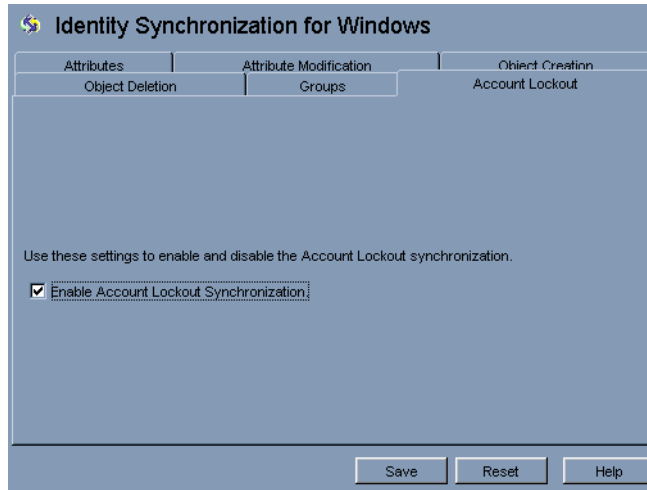 Identity Synchronization for Windows
Attributes Attribute Modification Object Creation
Object Deletion Groups Account Lockout
Use these settings to enable and disable the Account Lockout synchronization.
Enable Account Lockout Synchronization
Save Reset Help